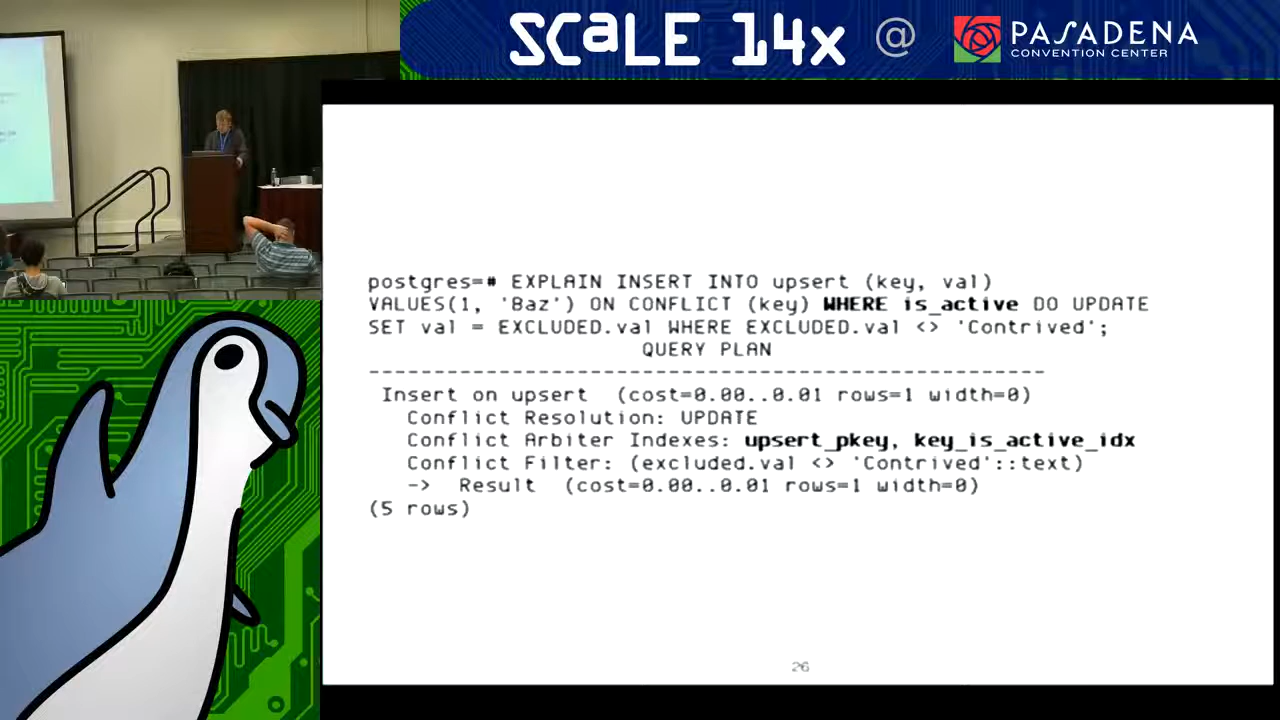 SCaLE 14x @ PASADENA
CONVENTION CENTER
postgres=# EXPLAIN INSERT INTO upsert (key, val)
VALUES(1, 'Baz') ON CONFLICT (key) WHERE is_active DO UPDATE
SET val = EXCLUDED.val WHERE EXCLUDED.val <> 'Contrived';
QUERY PLAN
----------------------------------------------------
Insert on upsert (cost=0.00..0.01 rows=1 width=0)
Conflict Resolution: UPDATE
Conflict Arbiter Indexes: upsert_pkey, key_is_active_idx
Conflict Filter: (excluded.val <> 'Contrived'::text)
-> Result (cost=0.00..0.01 rows=1 width=0)
(5 rows)
26